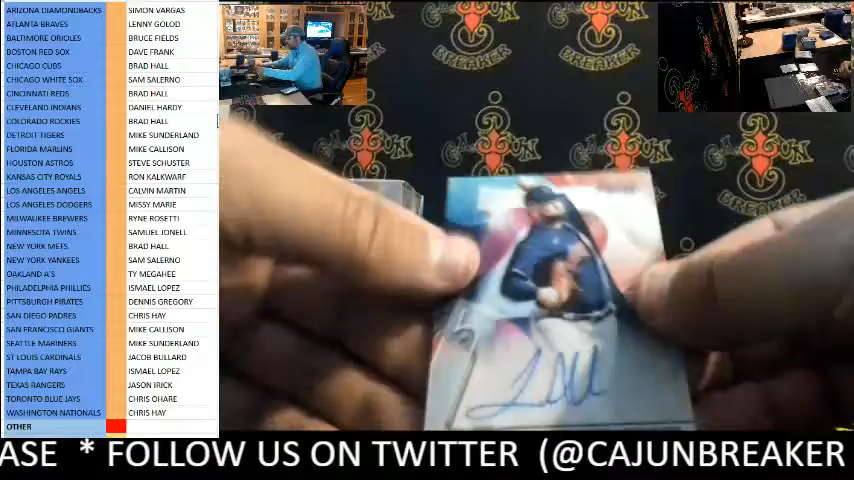 ARIZONA DIAMONDBACKS SIMON VARGAS
ATLANTA BRAVES LENNY GOLOD
BALTIMORE ORIOLES BRUCE FIELDS
BOSTON RED SOX DAVE FRANK
CHICAGO CUBS BRAD HALL
CHICAGO WHITE SOX SAM SALERNO
CINCINATI REDS BRAD HALL
CLEVELAND INDIANS DANIEL HARDY
COLORADO ROCKIES BRAD HALL
DETROIT TIGERS MIKE SUNDERLAND
FLORIDA MARLINS MIKE CALLISON
HOUSTON ASTROS STEVE SCHUSTER
KANSAS CITY ROYALS RON KALKWARF
LOS ANGELES ANGELS CALVIN MARTIN
LOS ANGELES DODGERS MISSY MARIE
MILWAUKEE BREWERS RYNE ROSETTI
MINNESOTA TWINS SAMUEL JONELL
NEW YORK METS BRAD HALL
NEW YORK YANKEES SAM SALERNO
OAKLAND A'S TY MEGAHEE
PHILADELPHIA PHILLIES ISMAEL LOPEZ
PITTSBURGH PIRATES DENNIS GREGORY
SAN DIEGO PADRES CHRIS HAY
SAN FRANCISCO GIANTS MIKE CALLISON
SEATTLE MARINERS MIKE SUNDERLAND
ST LOUIS CARDINALS JACOB BULLARD
TAMPA BAY RAYS ISMAEL LOPEZ
TEXAS RANGERS JASON IRICK
TORONTO BLUE JAYS CHRIS OHARE
WASHINGTON NATIONALS CHRIS HAY
OTHER
CAJUN
BREAKER
ASE * FOLLOW US ON TWITTER (@CAJUNBREAKER